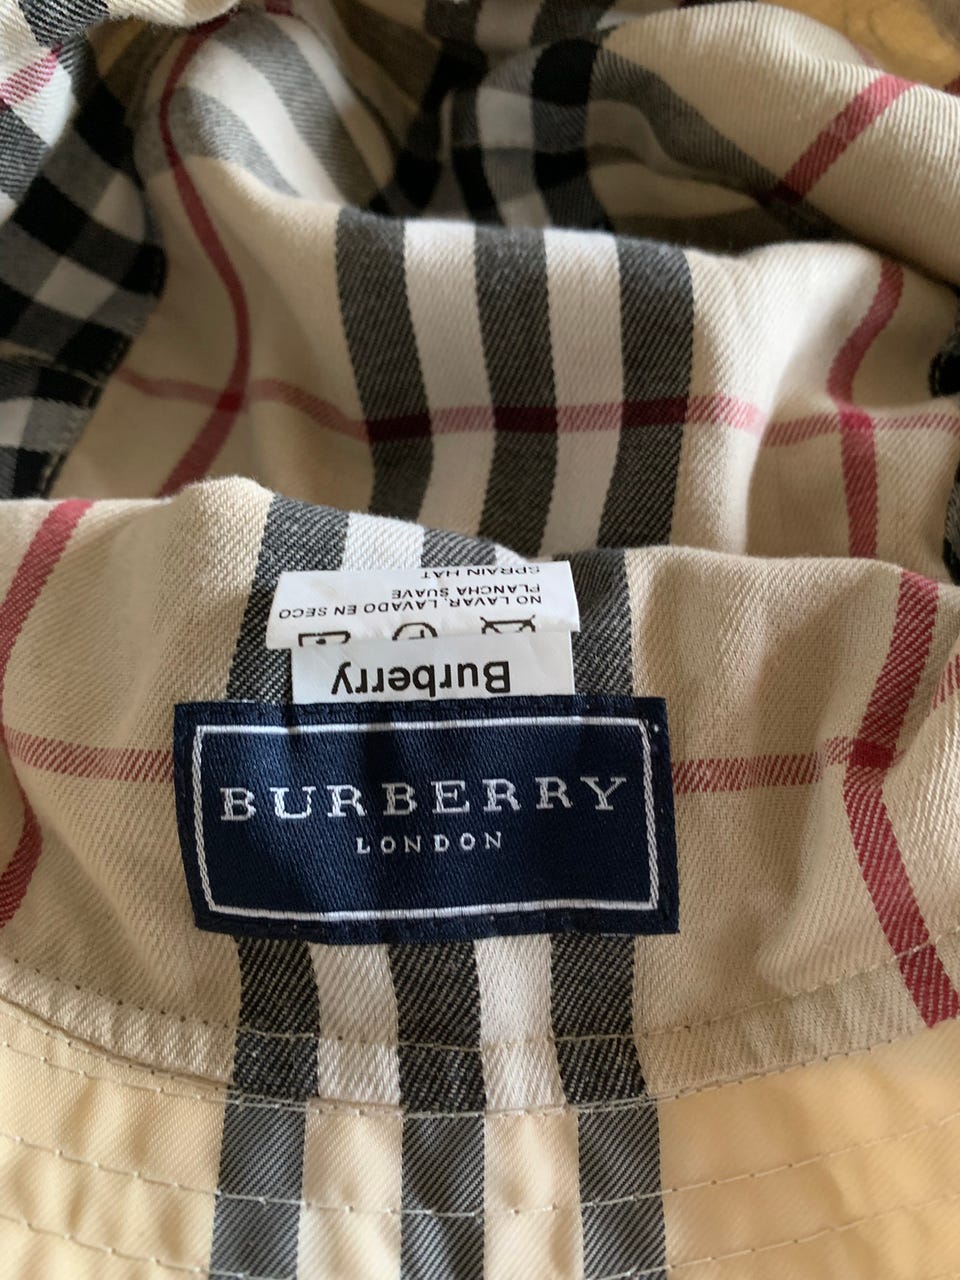 SPRAIN HAT
PLANCHA SUAVE
NO LAVAR. LAVADO EN SECO
Burberry
BURBERRY
LONDON